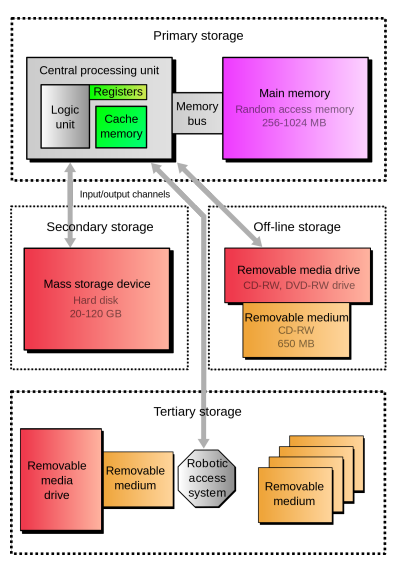 Primary storage
Central processing unit
Registers
Logic
unit
Cache
memory
Memory
bus
Main memory
Random access memory
256-1024 MB
Input/output channels
Secondary storage
Mass storage device
Hard disk
20-120 GB
Off-line storage
Removable media drive
CD-RW, DVD-RW drive
Removable medium
CD-RW
650 MB
Tertiary storage
Removable
media
drive
Removable
medium
Robotic
access
system
Removable
medium